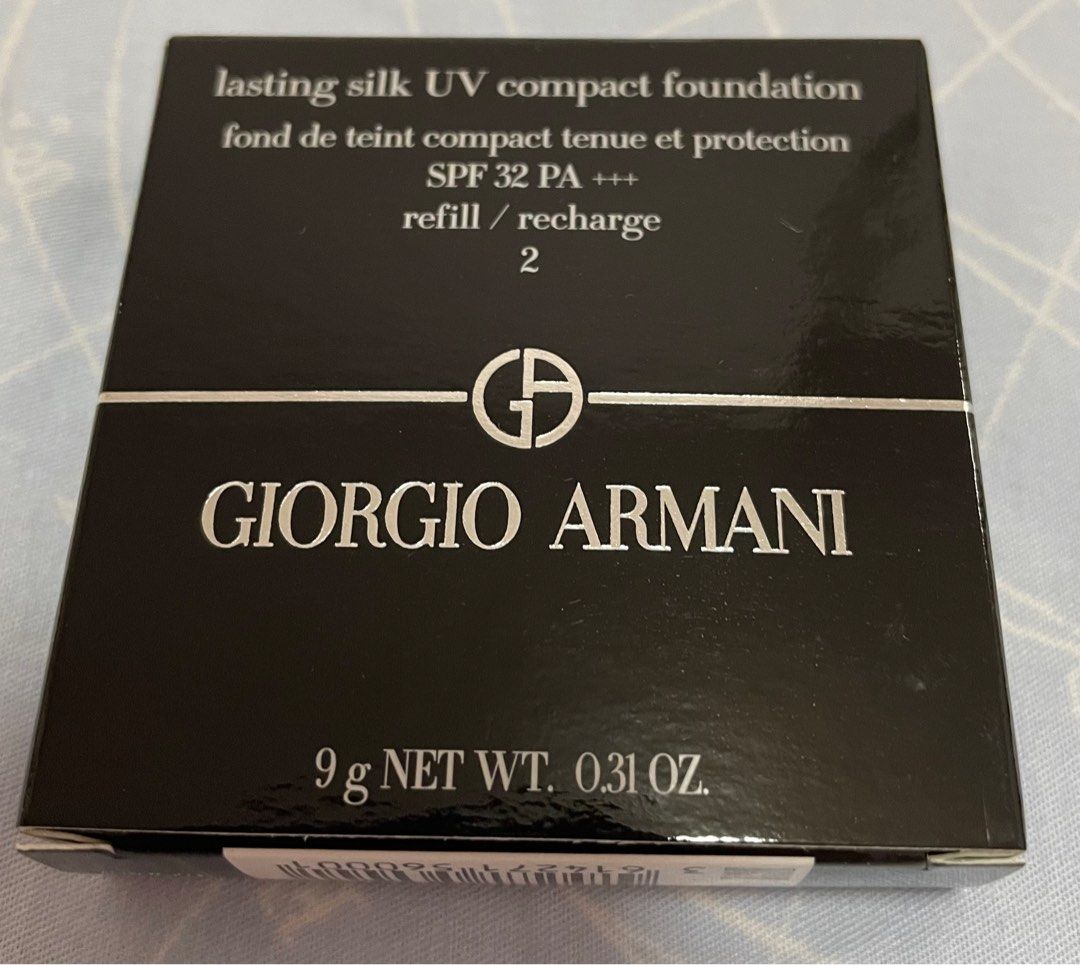 lasting silk UV compact foundation
fond de teint compact tenue et protection
SPF 32 PA +++
refill / recharge
2
GA
GIORGIO ARMANI
9 g NET WT. 0.31 OZ.